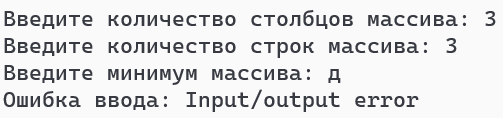 Введите количество столбцов массива: 3
Введите количество строк массива: 3
Введите минимум массива: д
Ошибка ввода: Input/output error